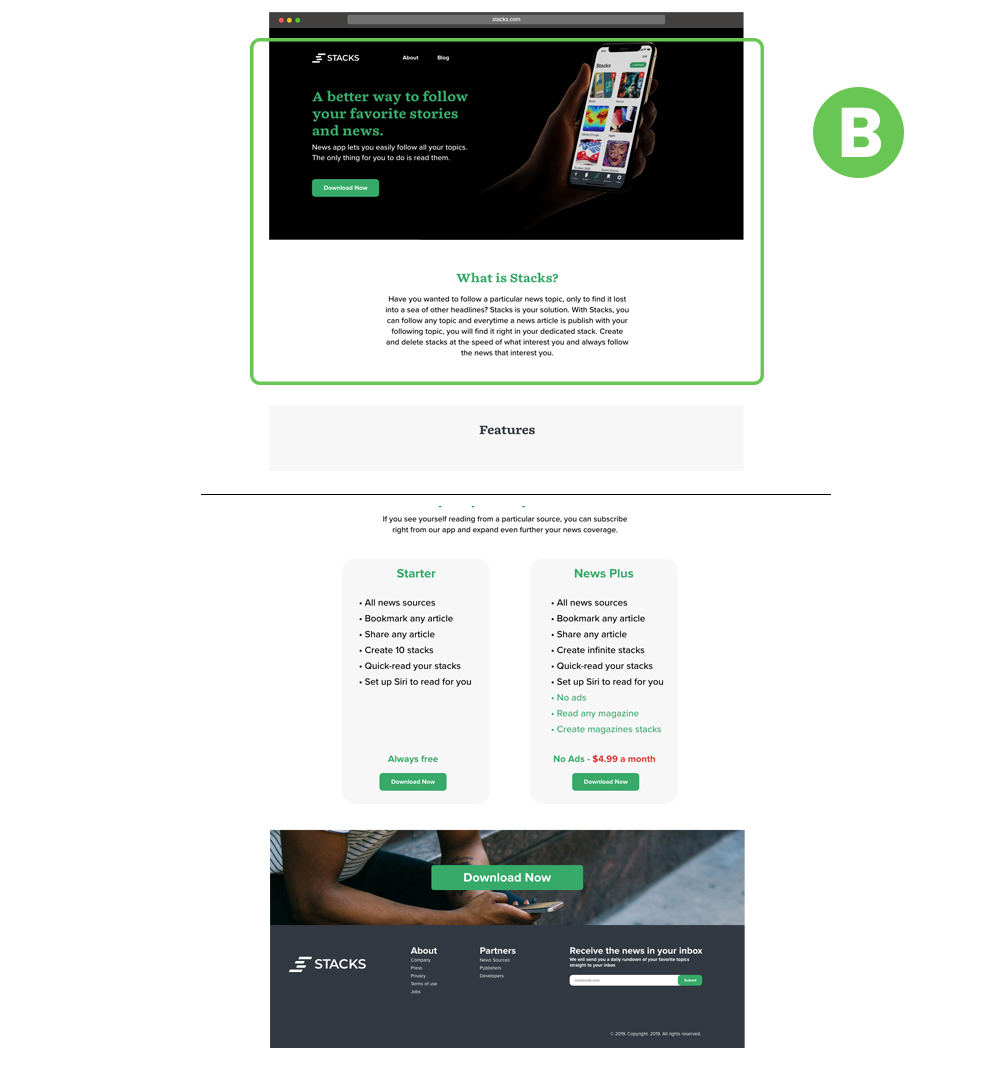 stacks.com
STACKS
About
Blog
A better way to follow
your favorite stories
and news.
News app lets you easily follow all your topics.
The only thing for you to do is read them.
Download Now
Stacks
B
What is Stacks?
Have you wanted to follow a particular news topic, only to find it lost
into a sea of other headlines? Stacks is your solution. With Stacks, you
can follow any topic and everytime a news article is publish with your
following topic, you will find it right in your dedicated stack. Create
and delete stacks at the speed of what interest you and always follow
the news that interest you.
Features
If you see yourself reading from a particular source, you can subscribe
right from our app and expand even further your news coverage.
Starter
• All news sources
• Bookmark any article
• Share any article
• Create 10 stacks
• Quick-read your stacks
• Set up Siri to read for you
Always free
Download Now
News Plus
• All news sources
• Bookmark any article
• Share any article
• Create infinite stacks
• Quick-read your stacks
• Set up Siri to read for you
• No ads
• Read any magazine
• Create magazines stacks
No Ads - $4.99 a month
Download Now
Download Now
STACKS
About
Company
Press
Privacy
Terms of use
Jobs
Partners
News Sources
Publishers
Developers
Receive the news in your inbox
We will send you a daily rundown of your favorite topics
straight to your inbox
Submit
© 2019. Copyright. 2019. All rights reserved.